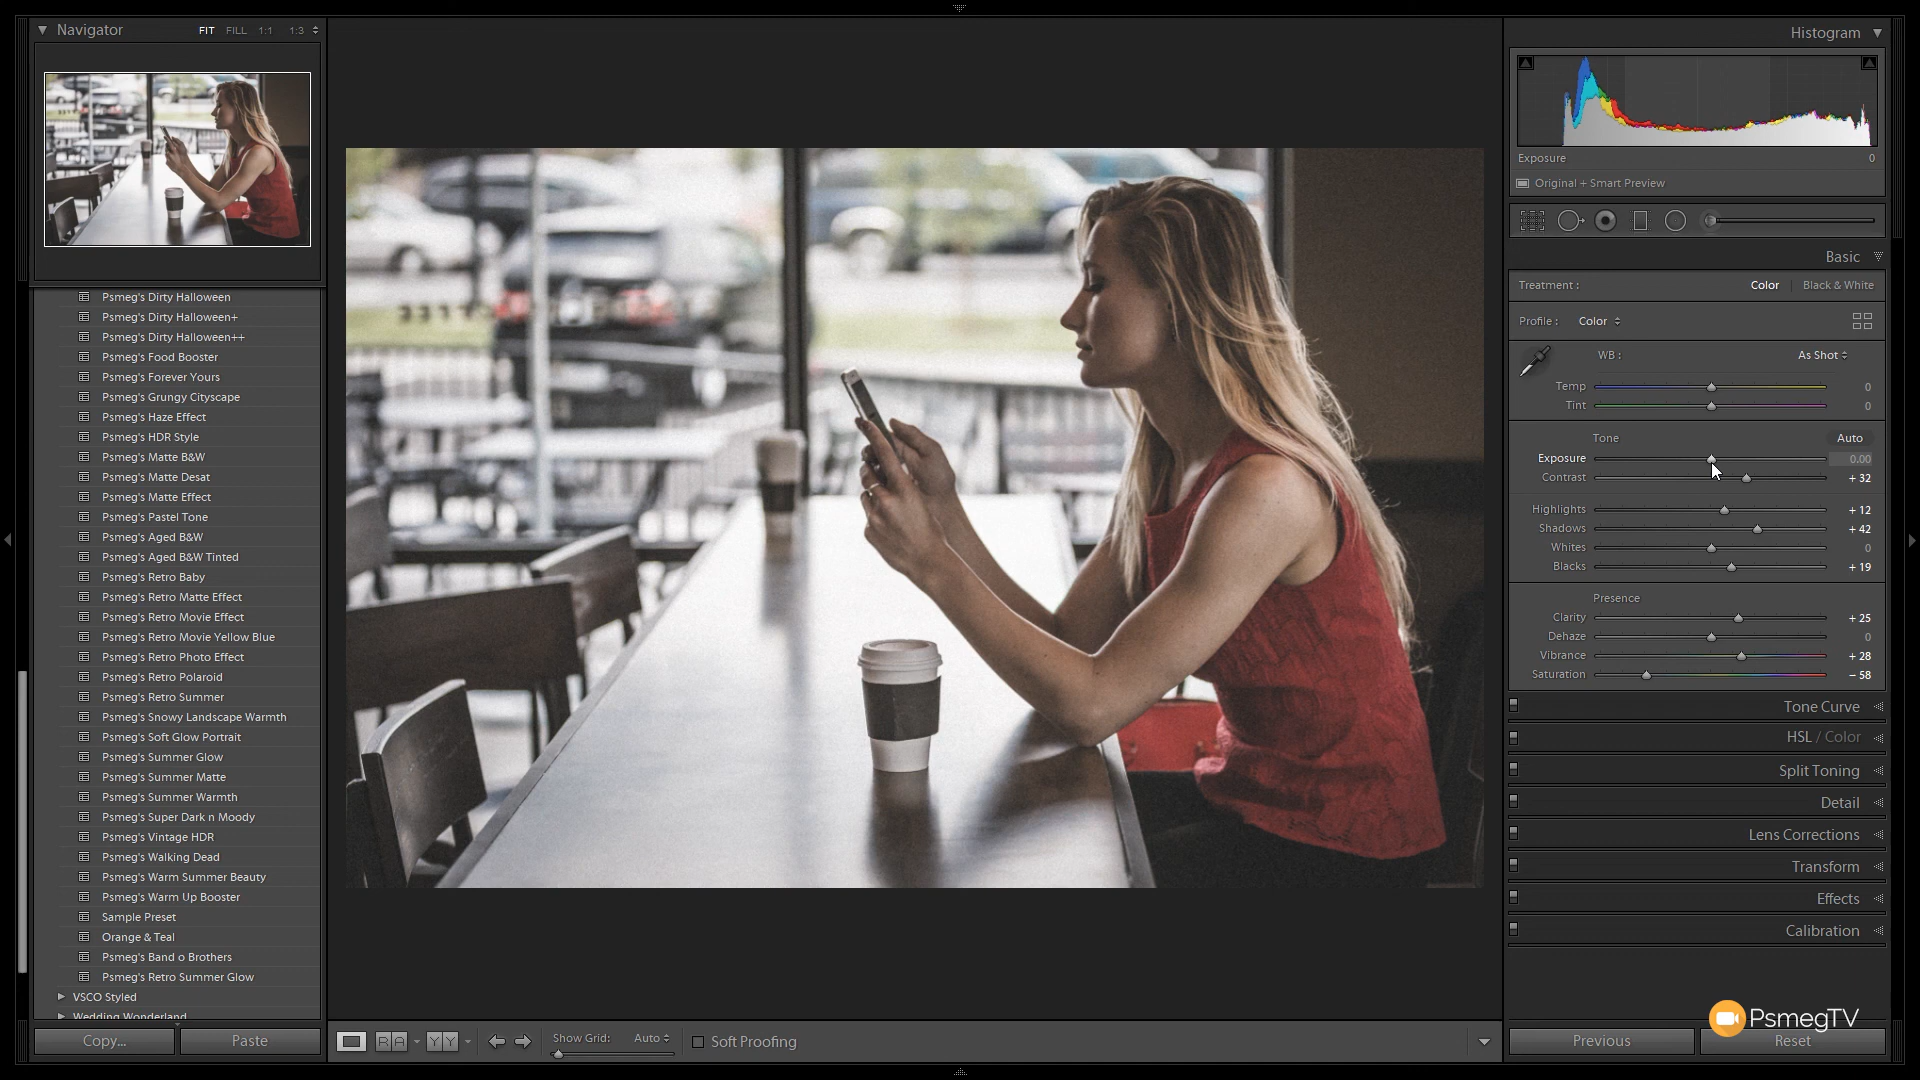 Navigator FIT FILL 1:1 1:3
Psmeg's Dirty Halloween
Psmeg's Dirty Halloween+
Psmeg's Dirty Halloween++
Psmeg's Food Booster
Psmeg's Forever Yours
Psmeg's Grungy Cityscape
Psmeg's Haze Effect
Psmeg's HDR Style
Psmeg's Matte B&W
Psmeg's Matte Desat
Psmeg's Matte Effect
Psmeg's Pastel Tone
Psmeg's Aged B&W
Psmeg's Aged B&W Tinted
Psmeg's Retro Baby
Psmeg's Retro Matte Effect
Psmeg's Retro Movie Effect
Psmeg's Retro Movie Yellow Blue
Psmeg's Retro Photo Effect
Psmeg's Retro Polaroid
Psmeg's Retro Summer
Psmeg's Snowy Landscape Warmth
Psmeg's Soft Glow Portrait
Psmeg's Summer Glow
Psmeg's Summer Matte
Psmeg's Summer Warmth
Psmeg's Super Dark n Moody
Psmeg's Vintage HDR
Psmeg's Walking Dead
Psmeg's Warm Summer Beauty
Psmeg's Warm Up Booster
Sample Preset
Orange & Teal
Psmeg's Band o Brothers
Psmeg's Retro Summer Glow
VSCO Styled
Wedding Wonderland
Copy... Paste
R A Y Y Show Grid: Auto Soft Proofing
Histogram
Exposure 0
Original + Smart Preview
Basic
Treatment : Color Black & White
Profile : Color
WB : As Shot
Temp 0
Tint 0
Tone Auto
Exposure 0.00
Contrast + 32
Highlights + 12
Shadows + 42
Whites 0
Blacks + 19
Presence
Clarity + 25
Dehaze 0
Vibrance + 28
Saturation − 58
Tone Curve
HSL / Color
Split Toning
Detail
Lens Corrections
Transform
Effects
Calibration
PsmegTV
Previous Reset